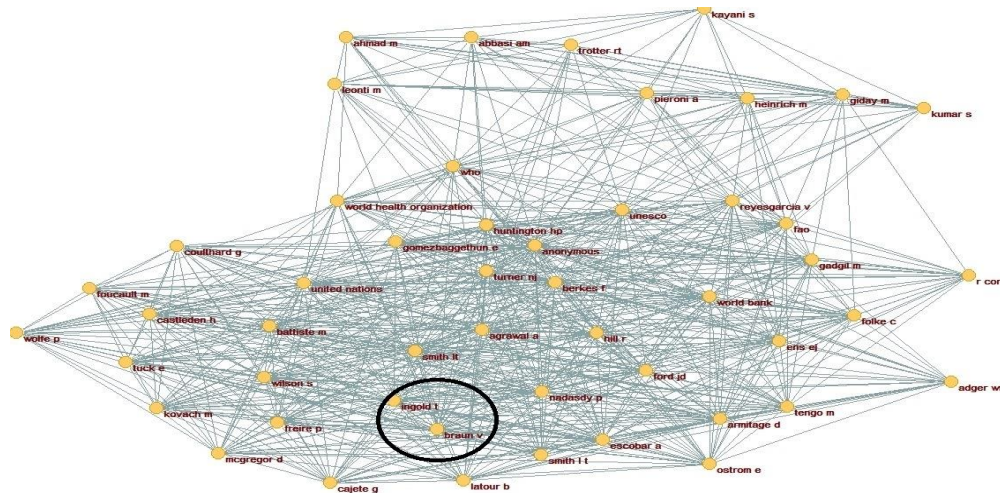 kayani s
ahmad m
abbasi am
trotter rt
leonti m
pieroni a
heinrich m
giday m
kumar s
who
world health organization
reyesgarcia v
unesco
huntington hp
fao
gomezbaggethun e
anonymous
coulthard g
gadgil m
turner nj
r cor
united nations
berkes f
foucault m
world bank
castleden h
folke c
battiste m
wolfe p
agrawal a
hill r
ens ej
smith lt
tuck e
ford jd
wilson s
adger w
nadasdy p
ingold t
kovach m
tengo m
freire p
armitage d
braun v
escobar a
mcgregor d
smith l t
ostrom e
cajete g
latour b